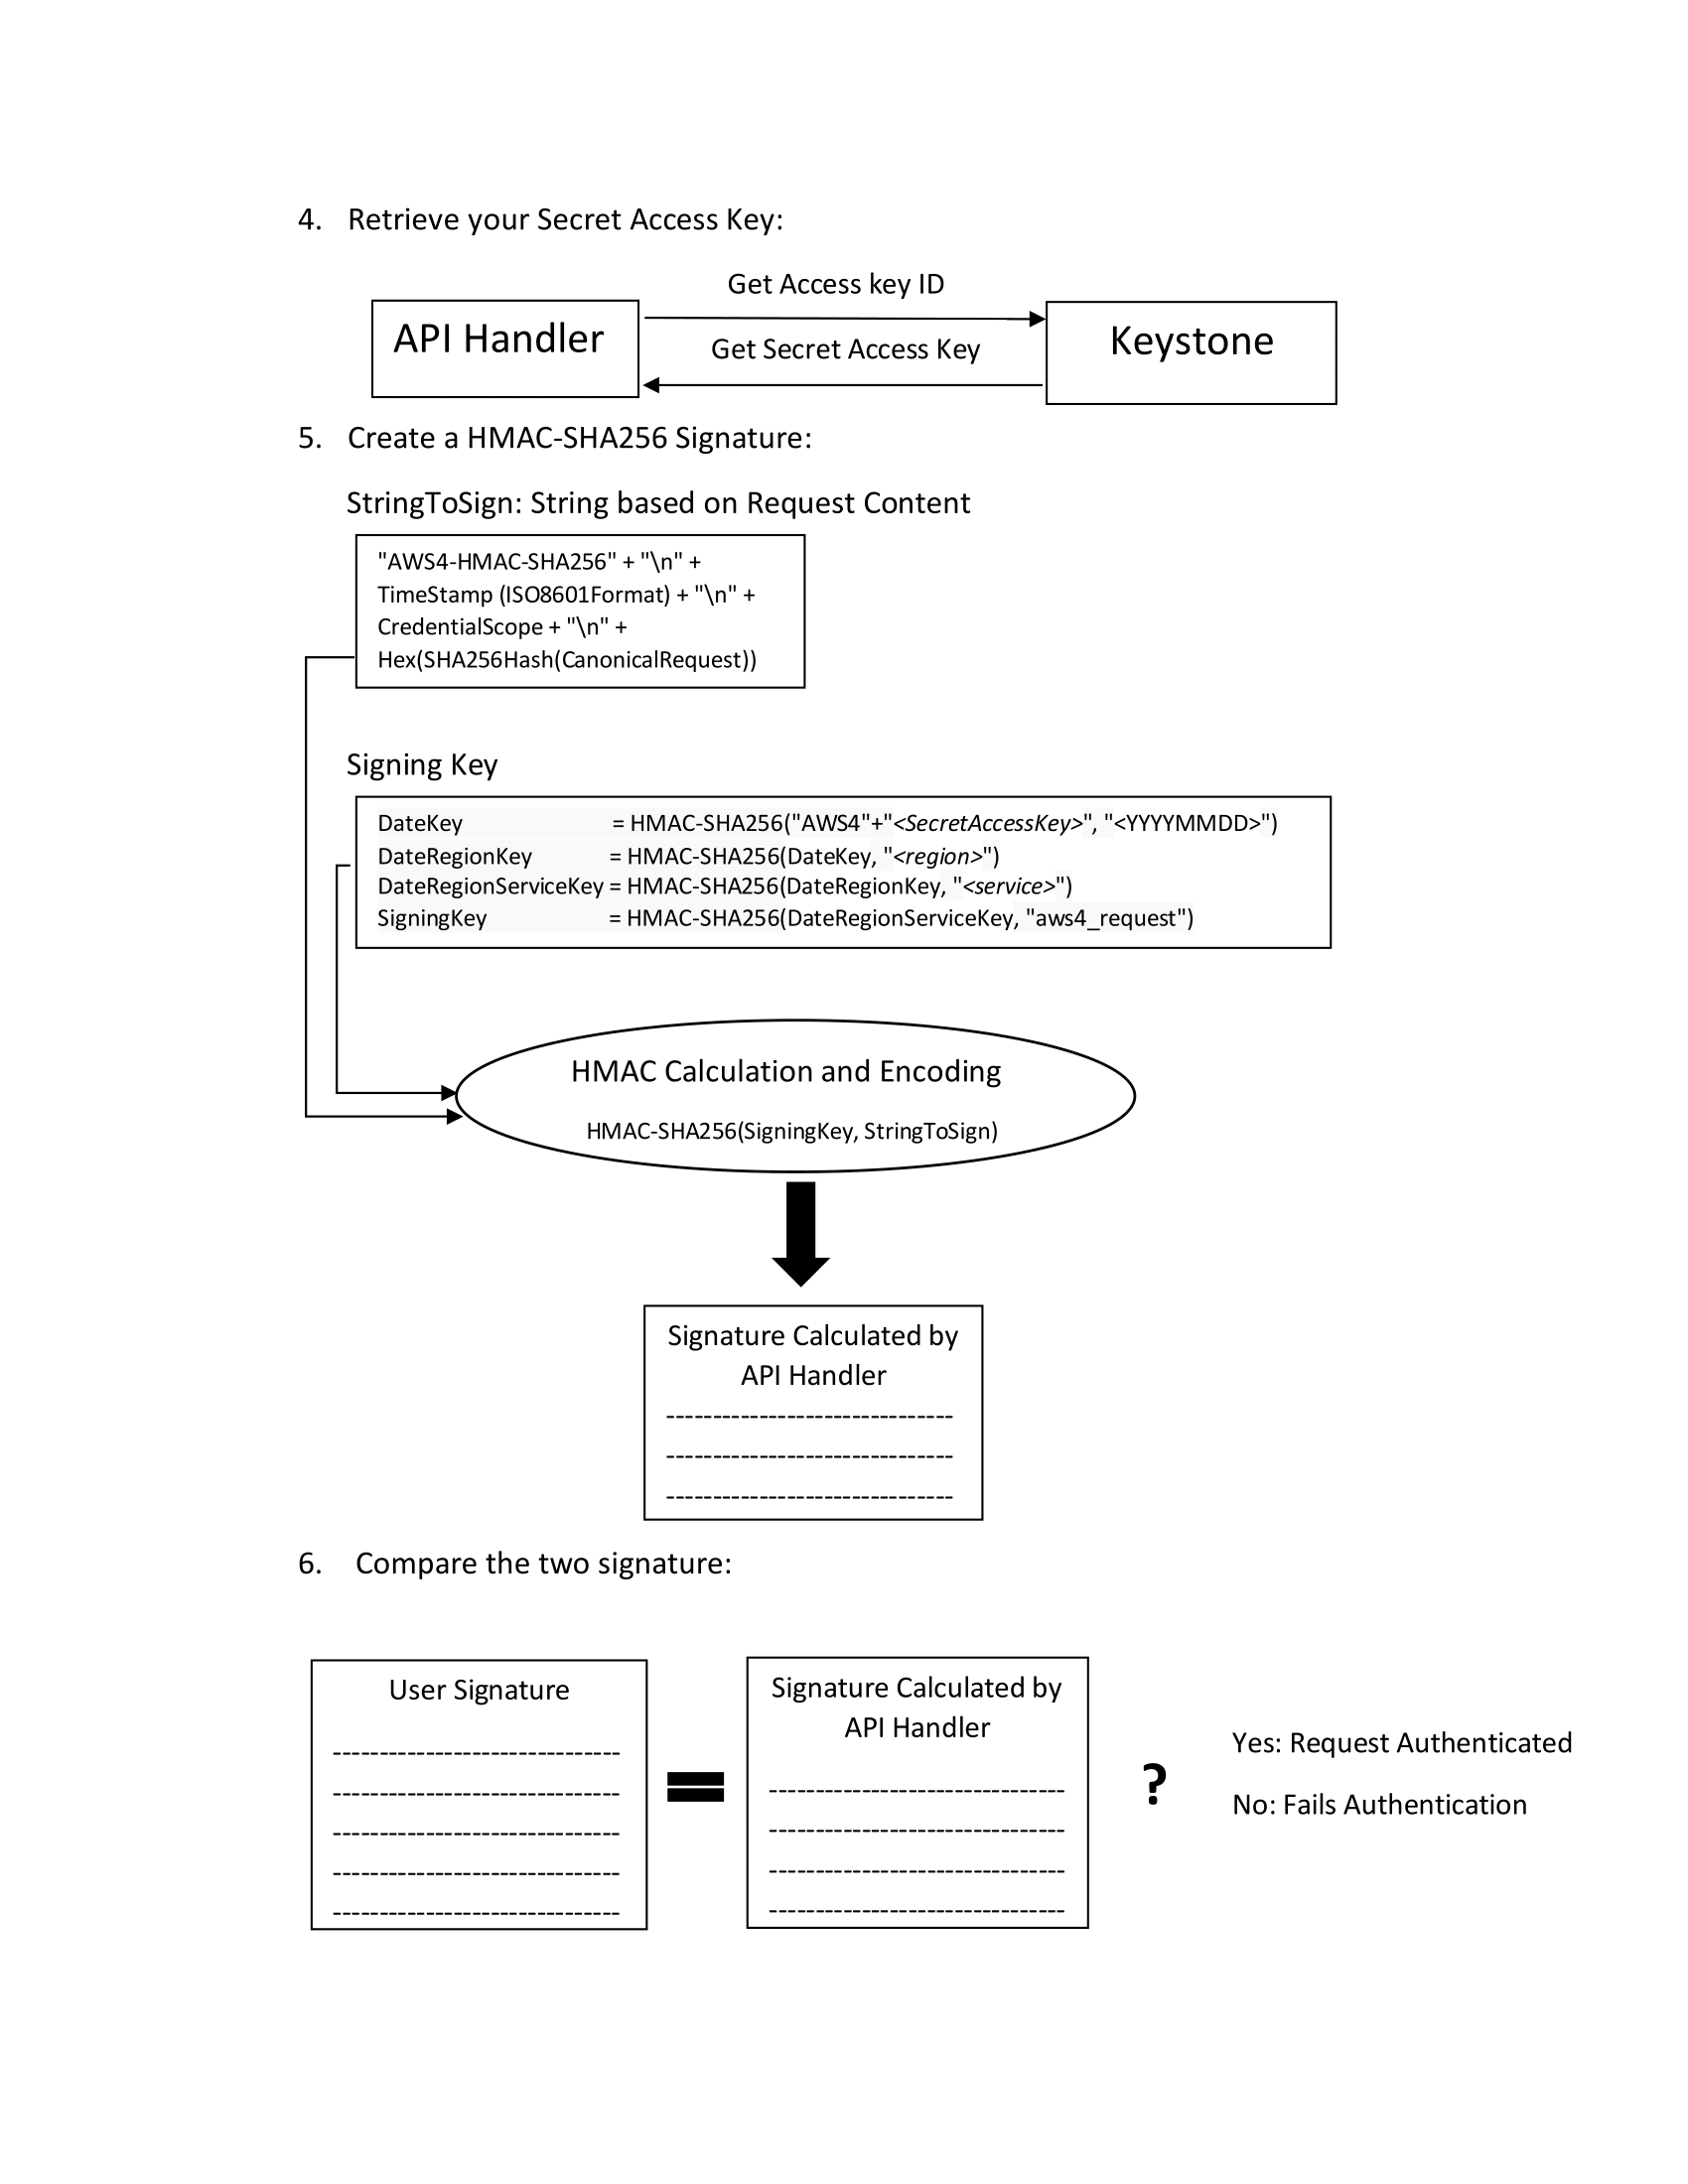 4. Retrieve your Secret Access Key:
Get Access key ID
API Handler
Keystone
Get Secret Access Key
5. Create a HMAC-SHA256 Signature:
StringToSign: String based on Request Content
"AWS4-HMAC-SHA256" + "\n" +
TimeStamp (ISO8601Format) + "\n" +
CredentialScope + "\n" +
Hex(SHA256Hash(CanonicalRequest))
Signing Key
DateKey = HMAC-SHA256("AWS4"+"<SecretAccessKey>", "<YYYYMMDD>")
DateRegionKey = HMAC-SHA256(DateKey, "<region>")
DateRegionServiceKey = HMAC-SHA256(DateRegionKey, "<service>")
SigningKey = HMAC-SHA256(DateRegionServiceKey, "aws4_request")
HMAC Calculation and Encoding
HMAC-SHA256(SigningKey, StringToSign)
Signature Calculated by
API Handler
-------------------------------
-------------------------------
-------------------------------
6. Compare the two signature:
User Signature
-------------------------------
-------------------------------
-------------------------------
-------------------------------
-------------------------------
=
Signature Calculated by
API Handler
--------------------------------
--------------------------------
--------------------------------
--------------------------------
?
Yes: Request Authenticated
No: Fails Authentication